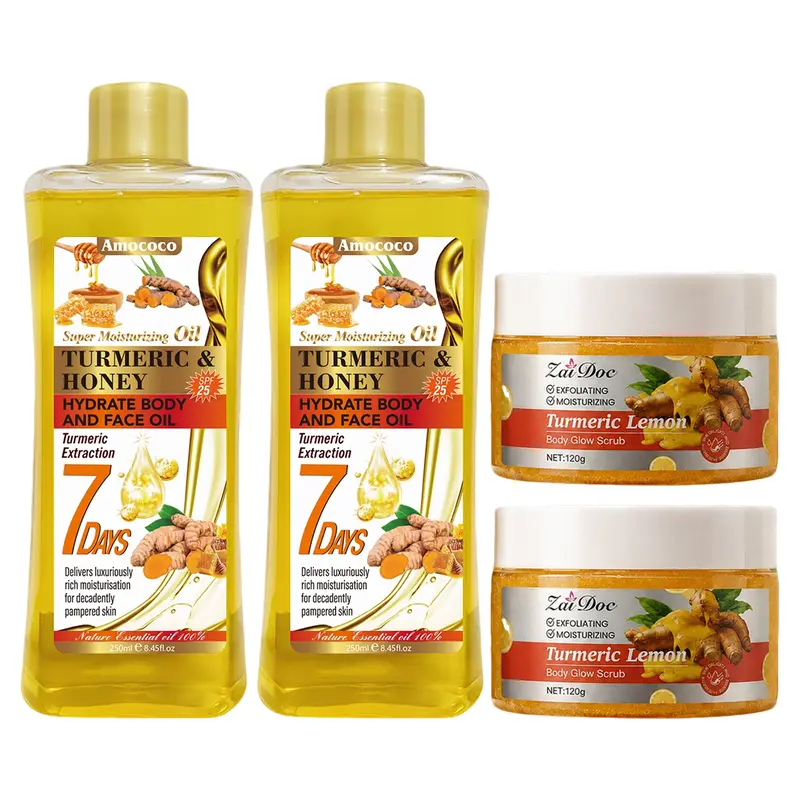 Amococo
Super Moisturizing Oil
TURMERIC &
HONEY
SPF
25
HYDRATE BODY
AND FACE OIL
Turmeric
Extraction
7
DAYS
Delivers luxuriously
rich moisturisation
for decadently
pampered skin
Nature Essential oil 100%
250ml e 8.45fl.oz
Amococo
Super Moisturizing Oil
TURMERIC &
HONEY
SPF
25
HYDRATE BODY
AND FACE OIL
Turmeric
Extraction
7
DAYS
Delivers luxuriously
rich moisturisation
for decadently
pampered skin
Nature Essential oil 100%
250ml e 8.45fl.oz
Zai Doc
EXFOLIATING
MOISTURIZING
Turmeric Lemon
Body Glow Scrub
NET:120g
Zai Doc
EXFOLIATING
MOISTURIZING
Turmeric Lemon
Body Glow Scrub
NET:120g